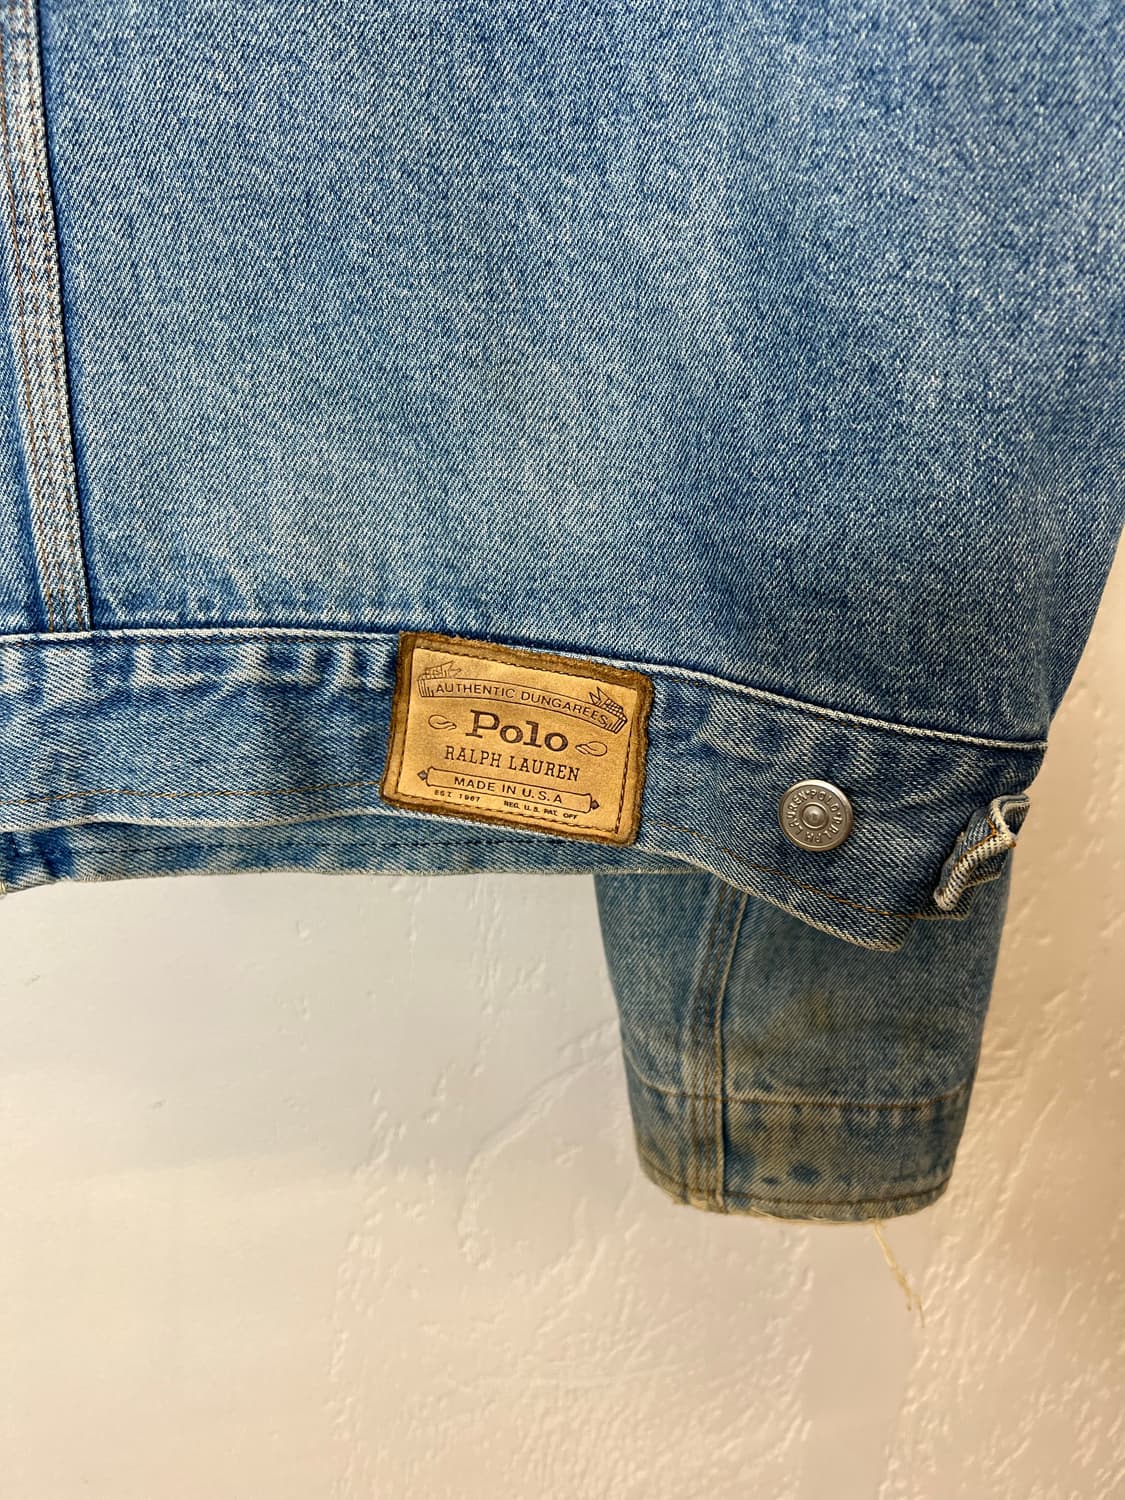 AUTHENTIC DUNGAREES
Polo
RALPH LAUREN
MADE IN U.S.A
EST. 1967 REG. U.S. PAT. OFF